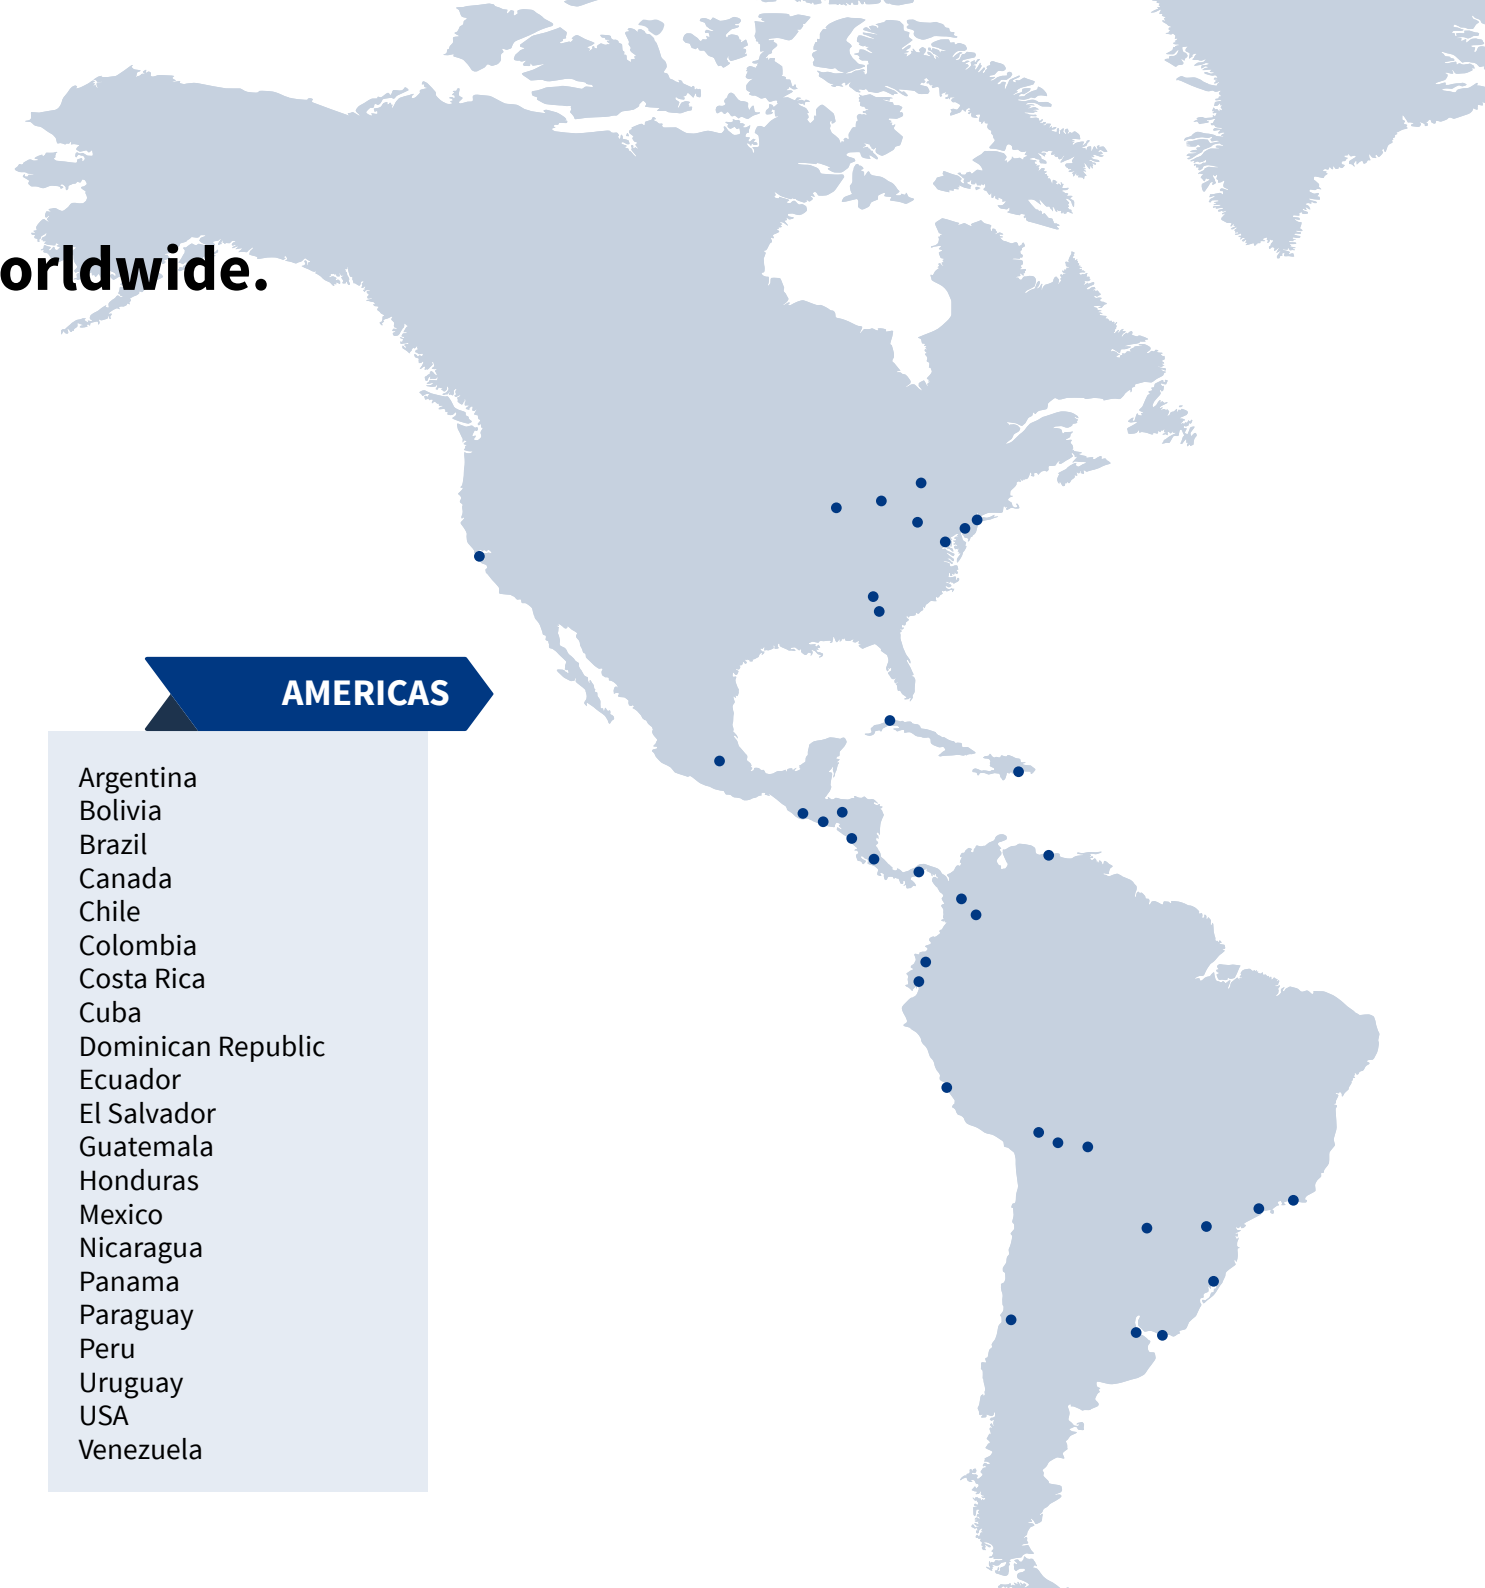 orldwide.
AMERICAS
Argentina
Bolivia
Brazil
Canada
Chile
Colombia
Costa Rica
Cuba
Dominican Republic
Ecuador
El Salvador
Guatemala
Honduras
Mexico
Nicaragua
Panama
Paraguay
Peru
Uruguay
USA
Venezuela